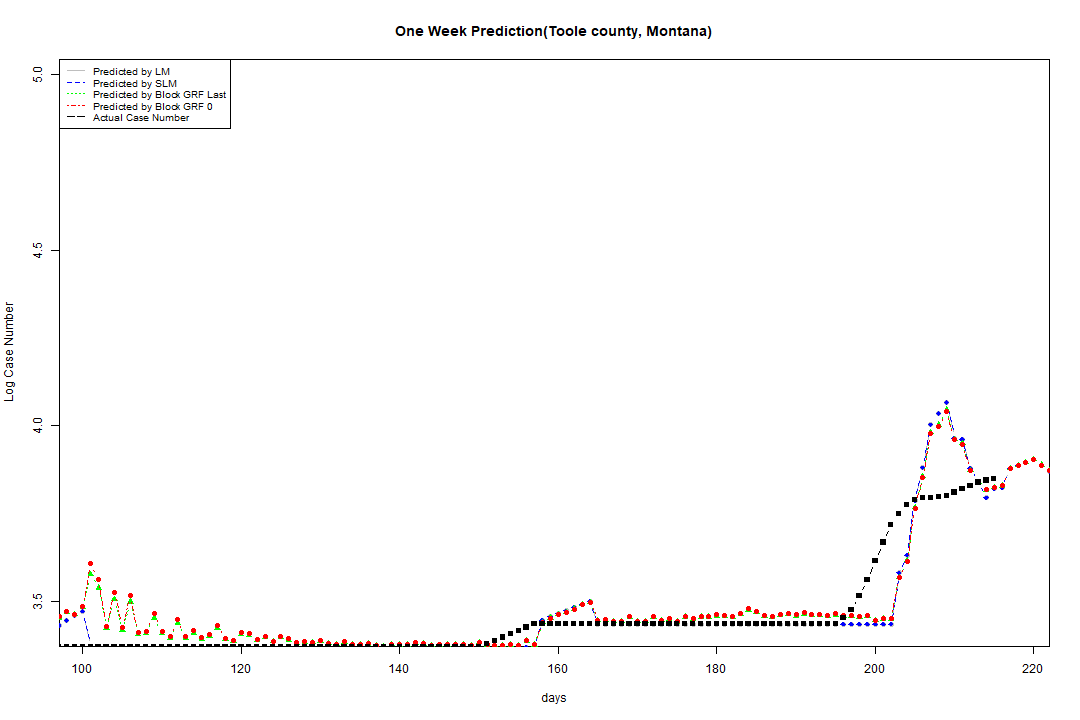 One Week Prediction(Toole county, Montana)
Predicted by LM
Predicted by SLM
Predicted by Block GRF Last
Predicted by Block GRF 0
Actual Case Number
5.0
4.5
4.0
3.5
Log Case Number
100 120 140 160 180 200 220
days